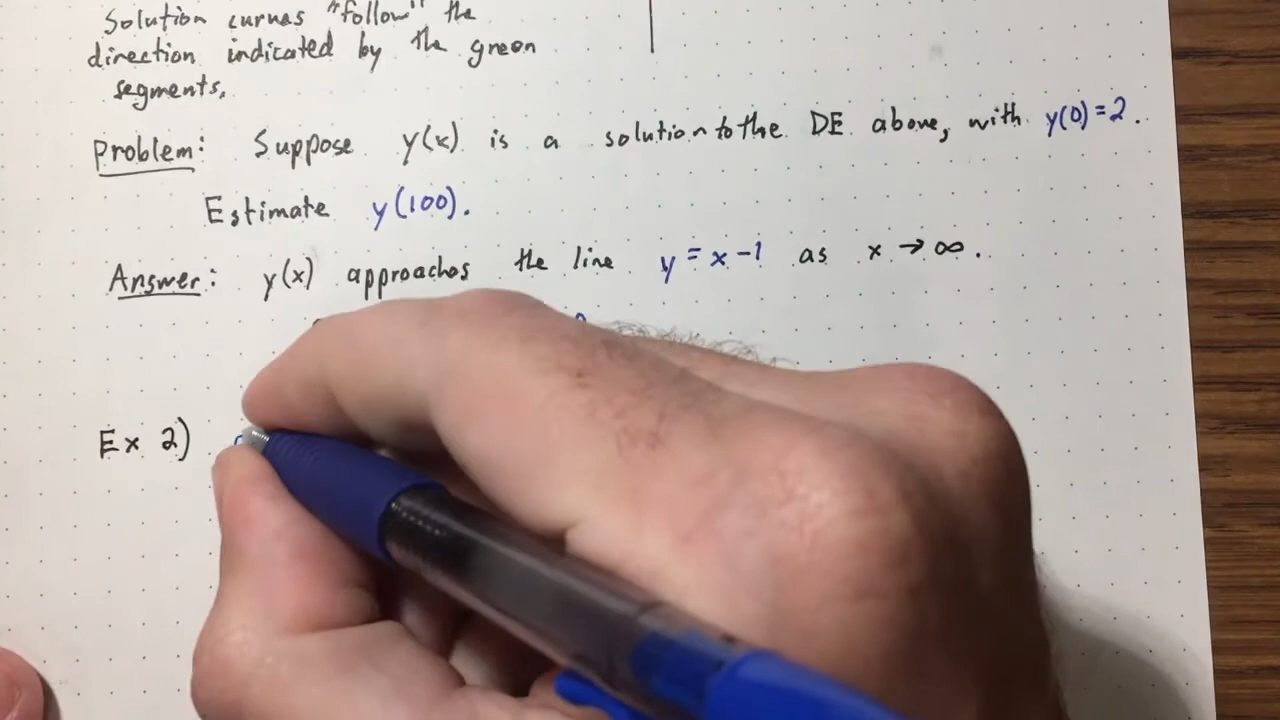 Solution curves "follow" the
direction indicated by the green
segments.
Problem: Suppose y(x) is a solution to the DE above, with y(0)=2.
Estimate y(100).
Answer: y(x) approaches the line y = x-1 as x → ∞.
Ex 2)